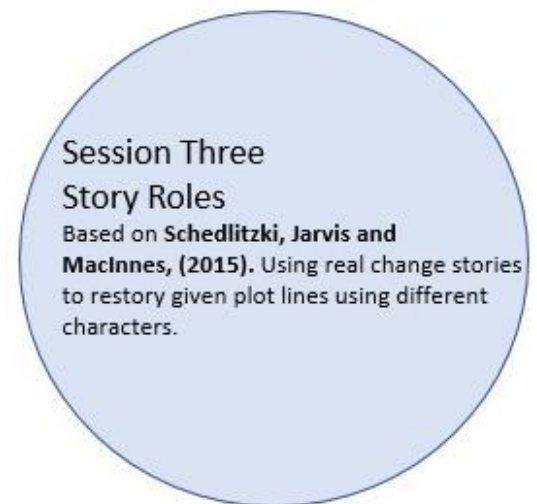 Session Three
Story Roles
Based on Schedlitzki, Jarvis and
MacInnes, (2015). Using real change stories
to restory given plot lines using different
characters.